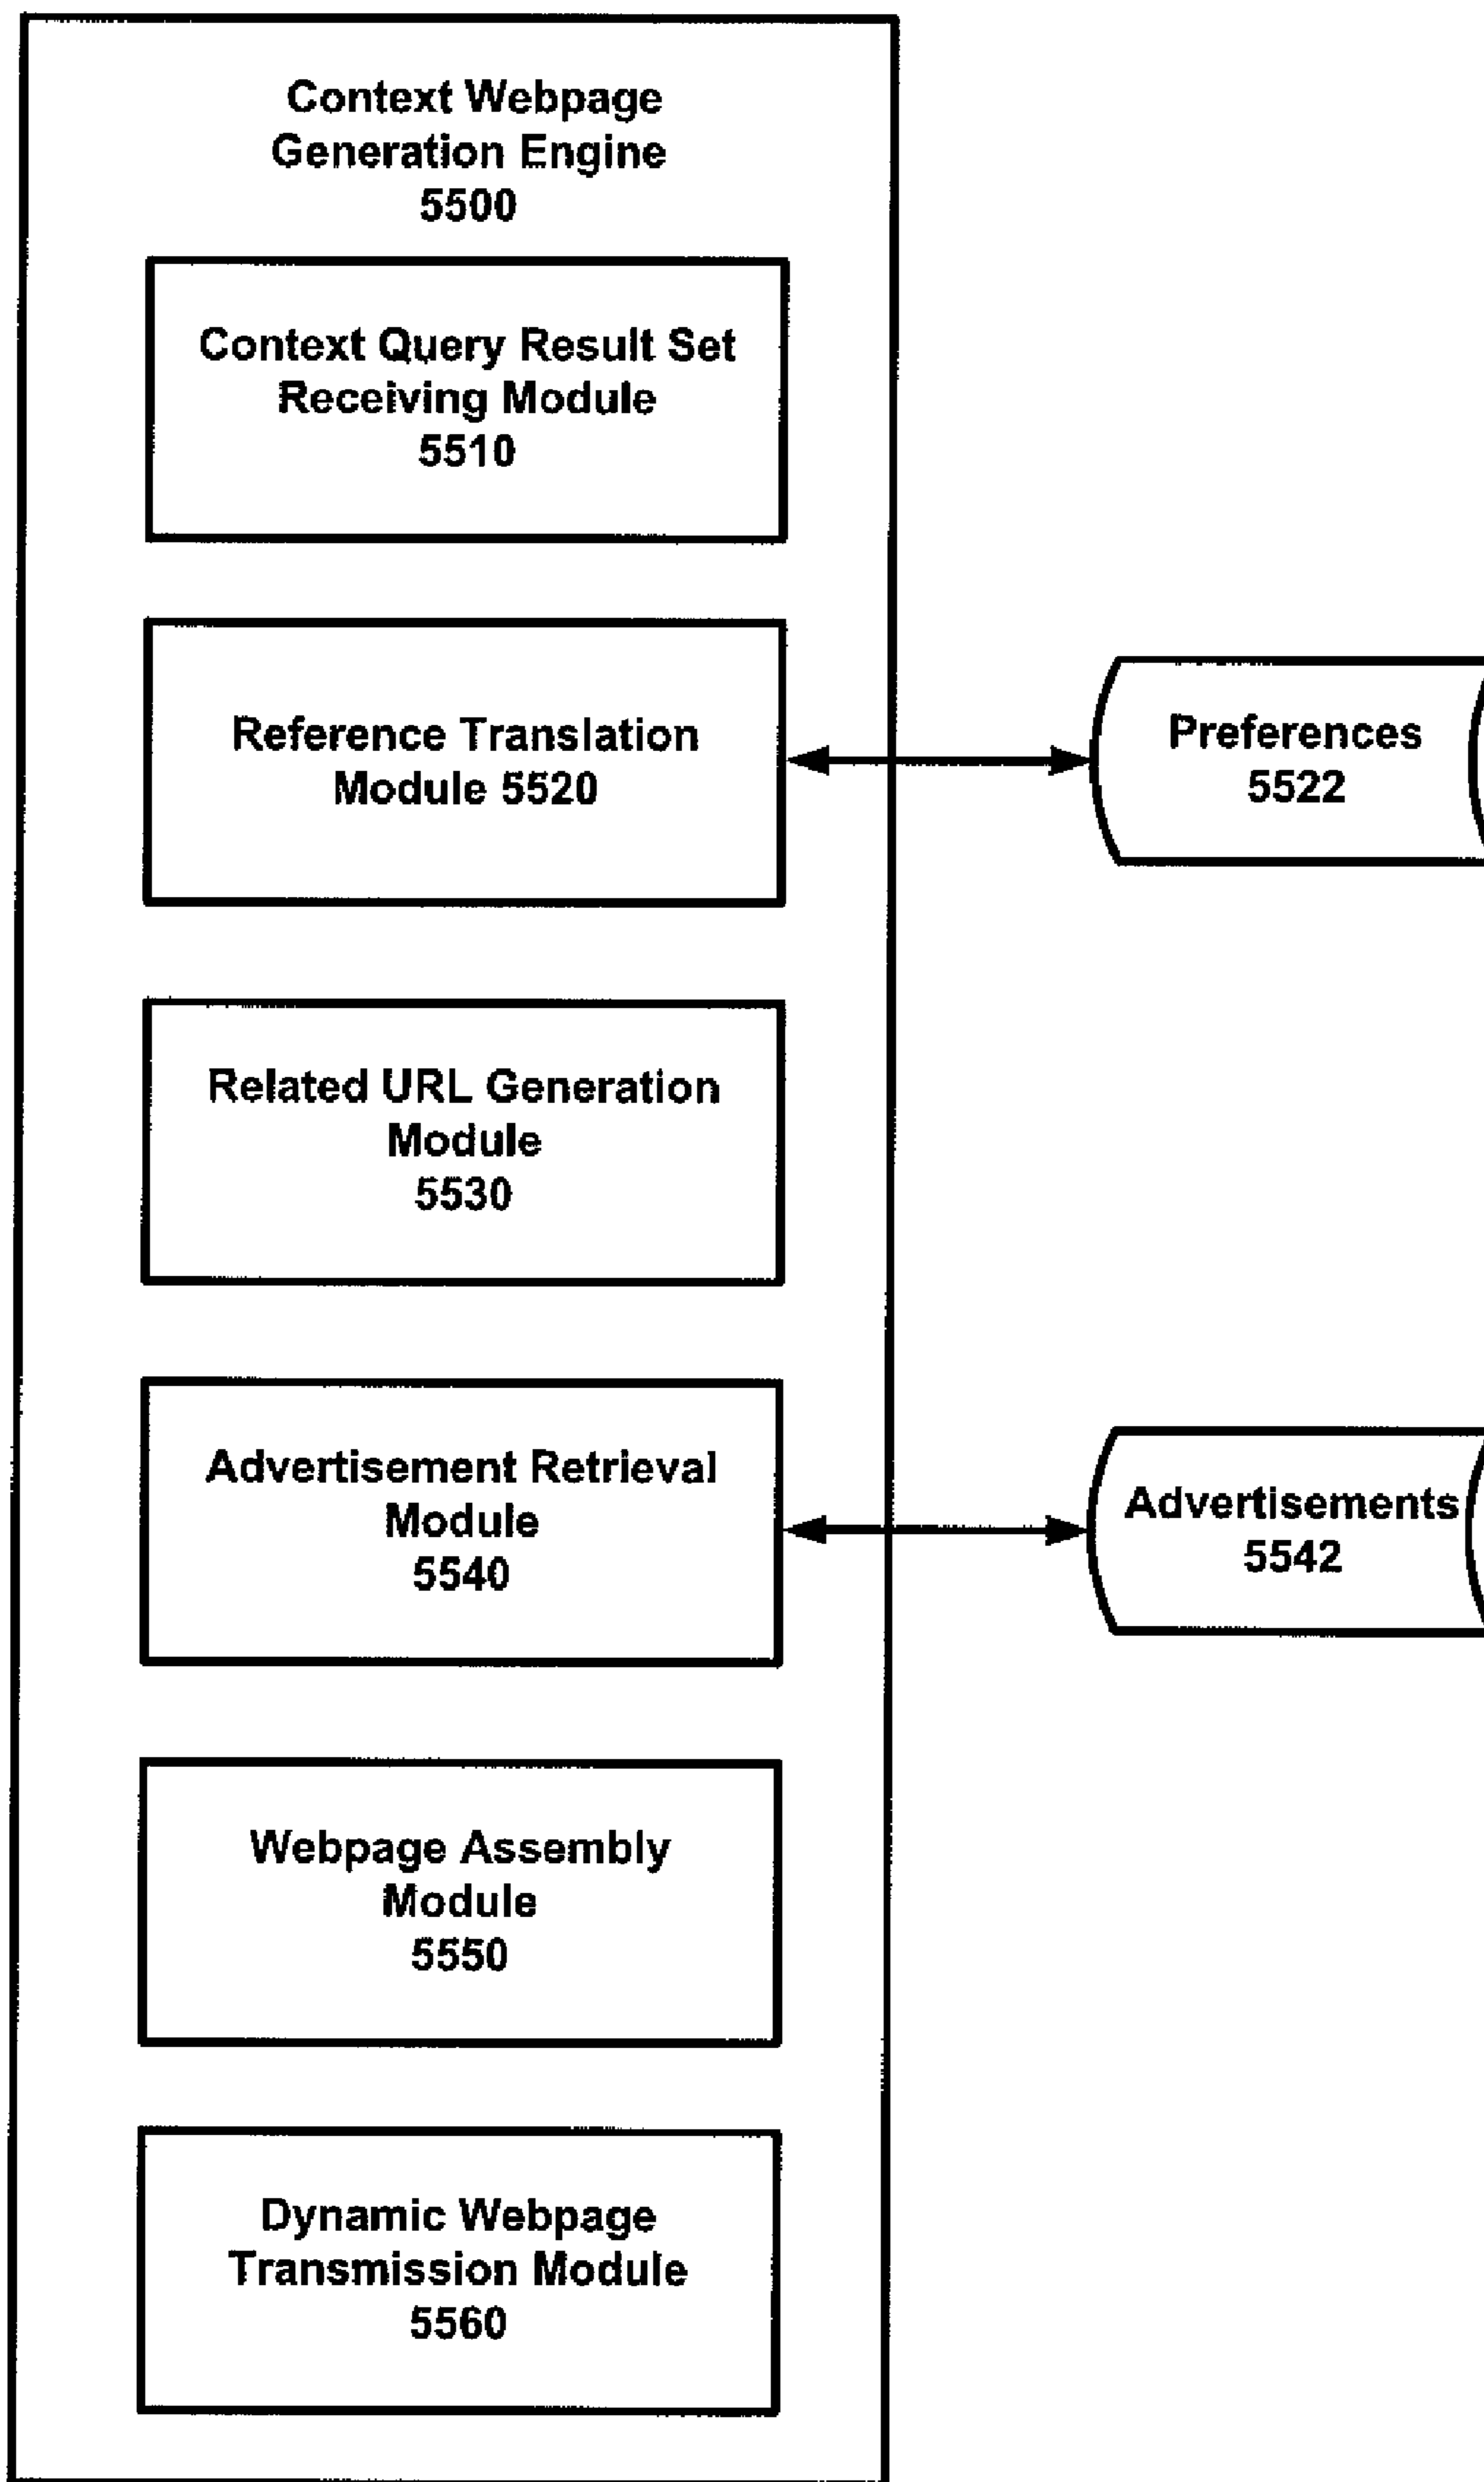 Context Webpage
Generation Engine
5500
Context Query Result Set
Receiving Module
5510
Reference Translation
Module 5520
Preferences
5522
Related URL Generation
Module
5530
Advertisement Retrieval
Module
5540
Advertisements
5542
Webpage Assembly
Module
5550
Dynamic Webpage
Transmission Module
5560